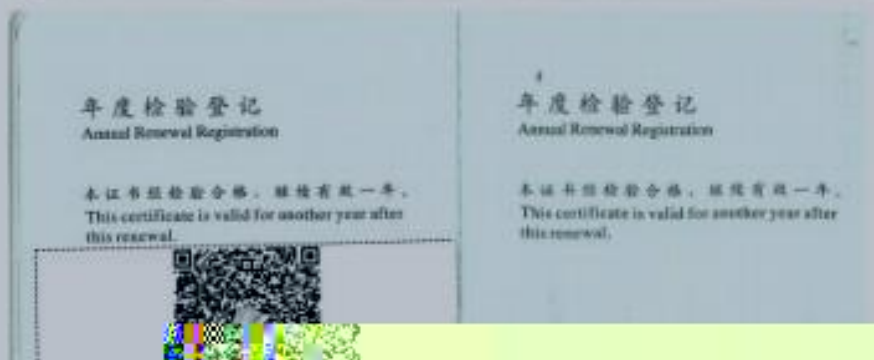 年度检验登记
Annual Renewal Registration
本证书经检验合格，继续有效一年。
This certificate is valid for another year after
this renewal.
年度检验登记
Annual Renewal Registration
本证书经检验合格，继续有效一年。
This certificate is valid for another year after
this renewal.